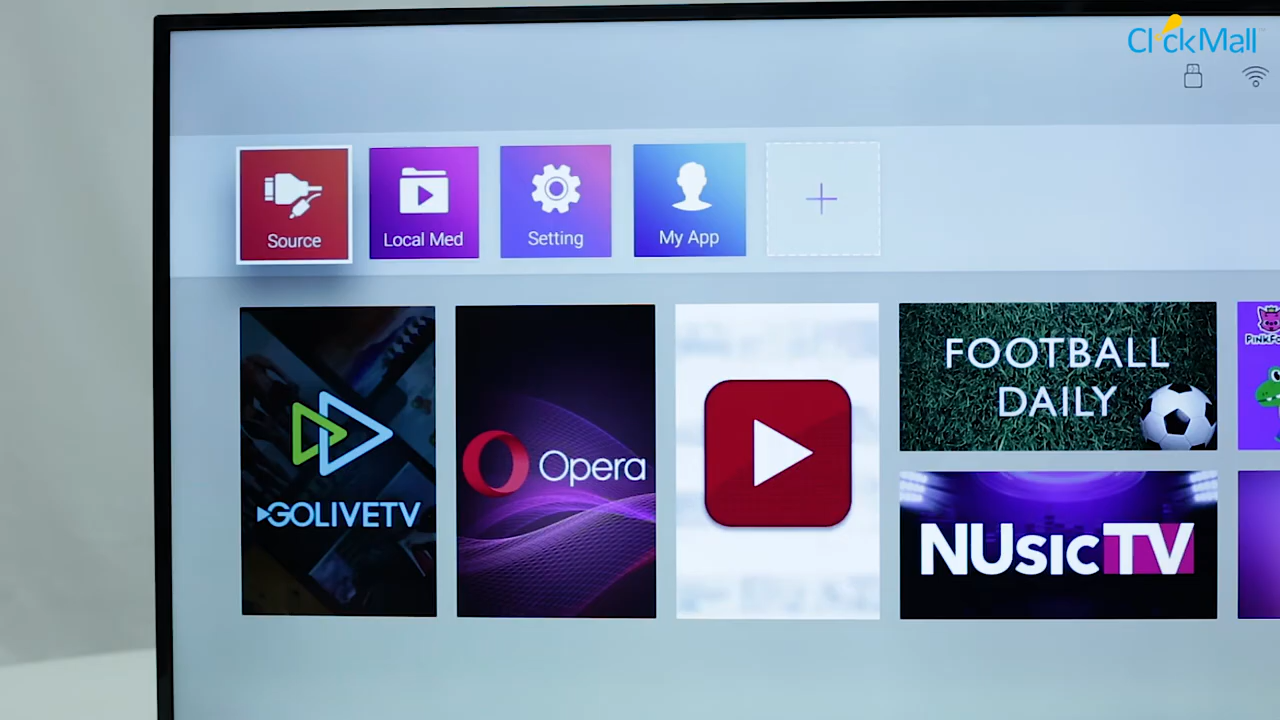 ClickMall
Source
Local Med
Setting
My App
GOLIVETV
Opera
FOOTBALL
DAILY
NUsicTV